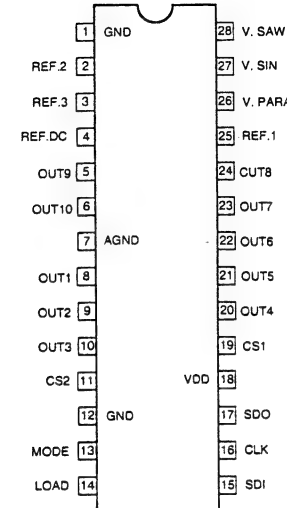 1 GND 28 V. SAW
REF.2 2 27 V. SIN
REF.3 3 26 V. PARA
REF.DC 4 25 REF.1
OUT9 5 24 CUT8
OUT10 6 23 OUT7
7 AGND 22 OUT6
OUT1 8 21 OUT5
OUT2 9 20 OUT4
OUT3 10 19 CS1
CS2 11 VDD 18
12 GND 17 SDO
MODE 13 16 CLK
LOAD 14 15 SDI